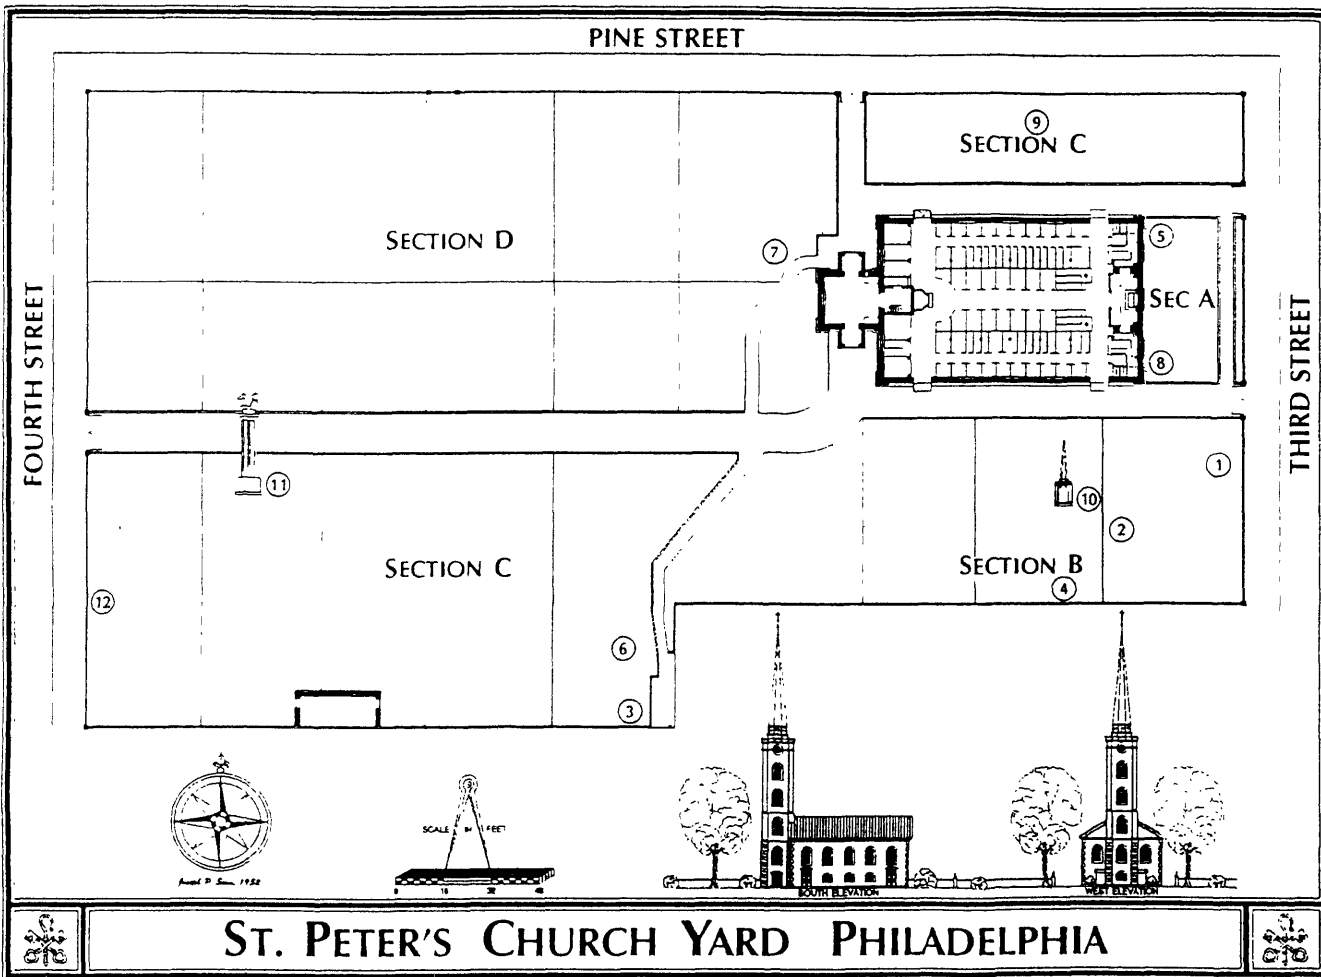 PINE STREET
9
SECTION C
SECTION D
7
5
SEC A
8
FOURTH STREET
THIRD STREET
1
11
10
2
SECTION C
SECTION B
4
12
6
3
SCALE IN FEET
0 16 32 48
1952
SOUTH ELEVATION
WEST ELEVATION
ST. PETER'S CHURCH YARD PHILADELPHIA